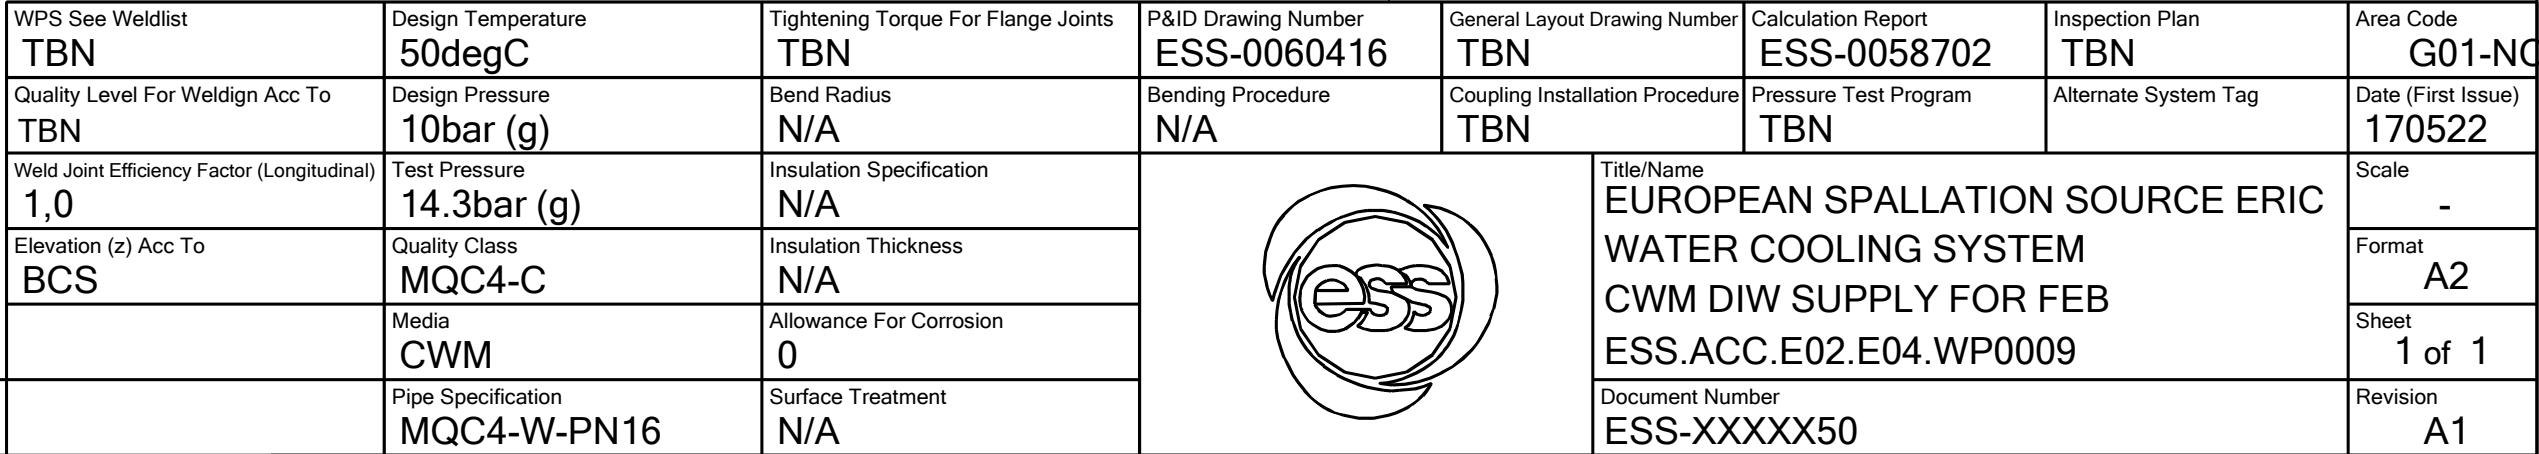 WPS See Weldlist
TBN
Design Temperature
50degC
Tightening Torque For Flange Joints
TBN
P&ID Drawing Number
ESS-0060416
General Layout Drawing Number
TBN
Calculation Report
ESS-0058702
Inspection Plan
TBN
Area Code
G01-NC
Quality Level For Weldign Acc To
TBN
Design Pressure
10bar (g)
Bend Radius
N/A
Bending Procedure
N/A
Coupling Installation Procedure
TBN
Pressure Test Program
TBN
Alternate System Tag
Date (First Issue)
170522
Weld Joint Efficiency Factor (Longitudinal)
1,0
Test Pressure
14.3bar (g)
Insulation Specification
N/A
ess
Title/Name
EUROPEAN SPALLATION SOURCE ERIC
WATER COOLING SYSTEM
CWM DIW SUPPLY FOR FEB
ESS.ACC.E02.E04.WP0009
Scale
-
Elevation (z) Acc To
BCS
Quality Class
MQC4-C
Insulation Thickness
N/A
Format
A2
Media
CWM
Allowance For Corrosion
0
Sheet
1 of 1
Pipe Specification
MQC4-W-PN16
Surface Treatment
N/A
Document Number
ESS-XXXXX50
Revision
A1